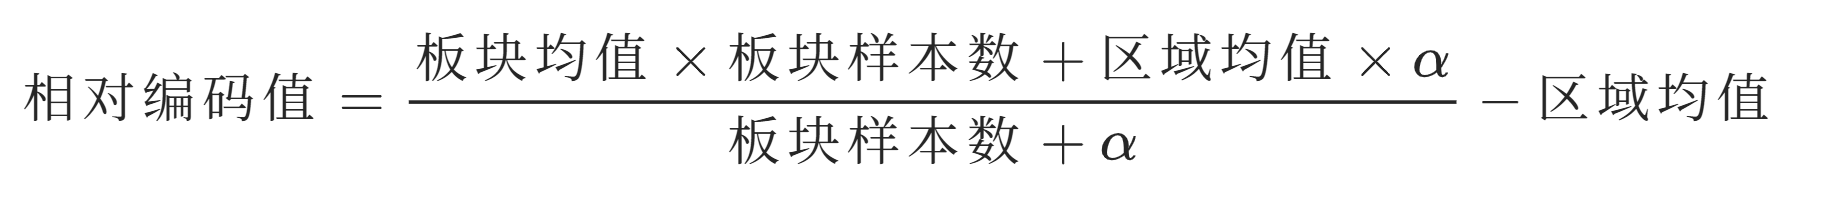 相对编码值 = \frac{板块均值 × 板块样本数 + 区域均值 × α}{板块样本数 + α} − 区域均值